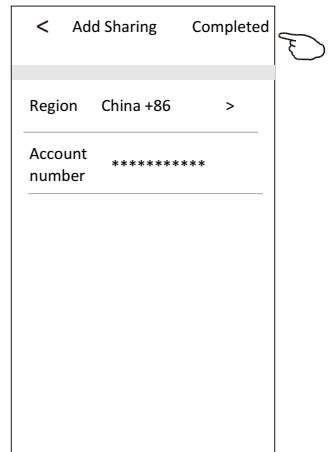 < Add Sharing Completed
Region China +86 >
Account
number ***********